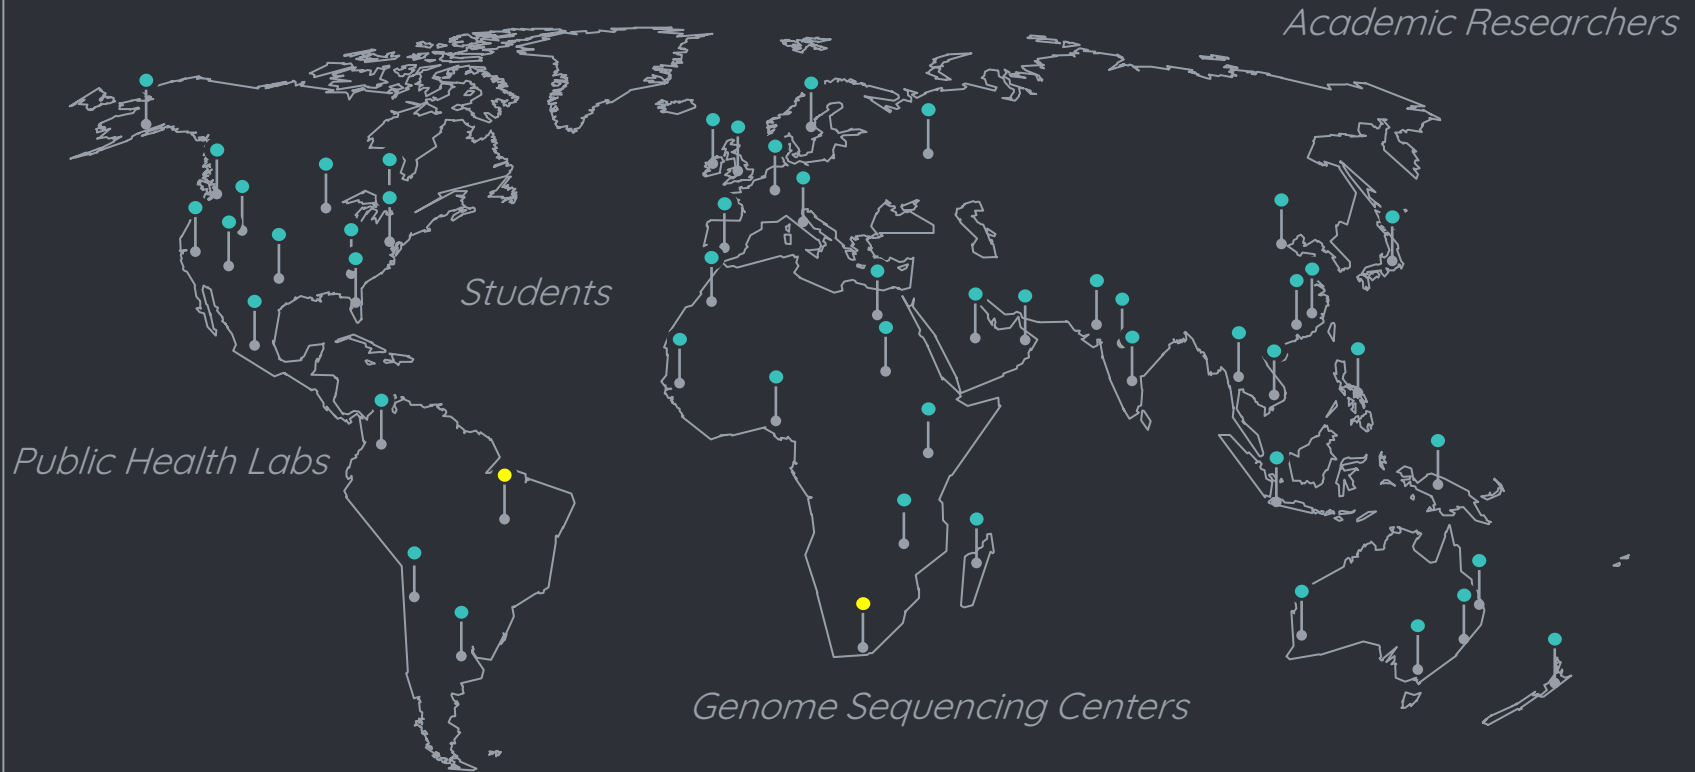 Academic Researchers
Students
Public Health Labs
Genome Sequencing Centers